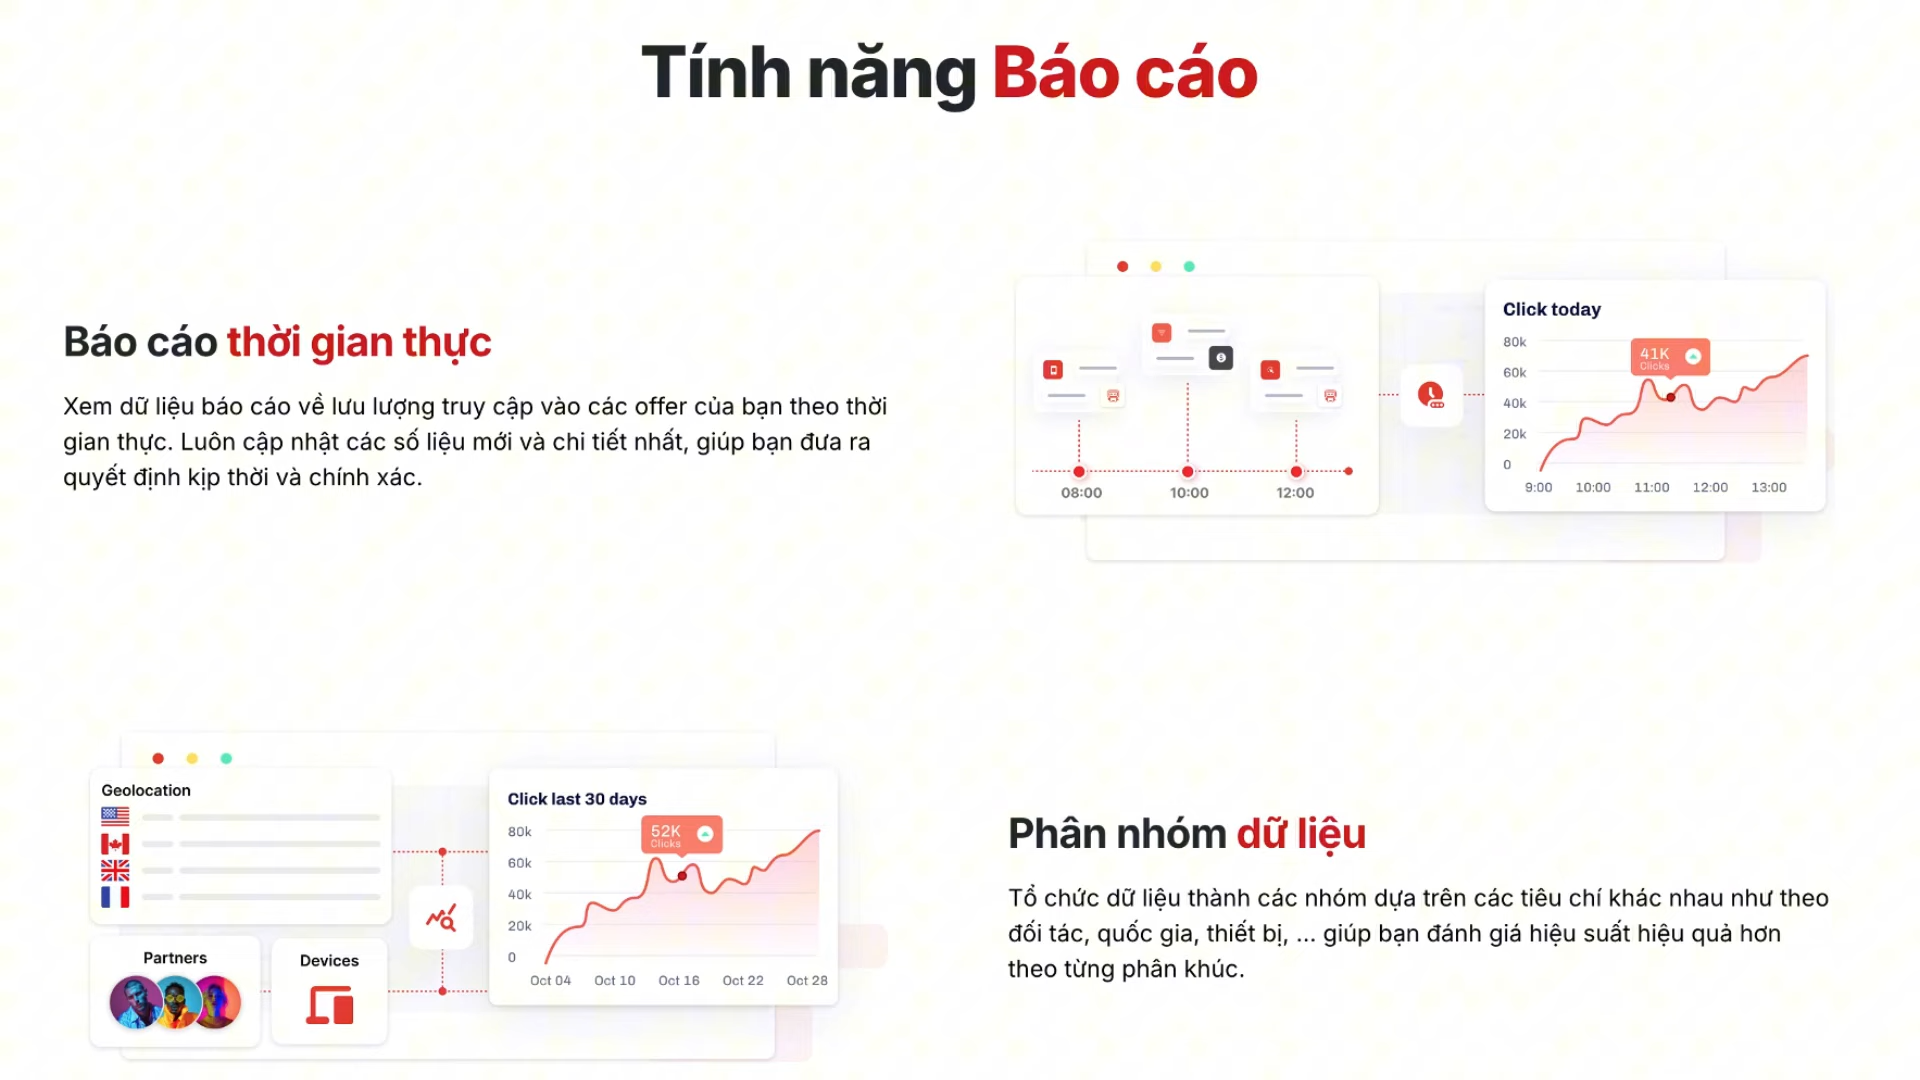 Tính năng Báo cáo
Báo cáo thời gian thực
Xem dữ liệu báo cáo về lưu lượng truy cập vào các offer của bạn theo thời
gian thực. Luôn cập nhật các số liệu mới và chi tiết nhất, giúp bạn đưa ra
quyết định kịp thời và chính xác.
08:00 10:00 12:00
Click today
80k
60k
40k
20k
0
41K
Clicks
9:00 10:00 11:00 12:00 13:00
Geolocation
Partners
Devices
Click last 30 days
80k
60k
40k
20k
0
52K
Clicks
Oct 04 Oct 10 Oct 16 Oct 22 Oct 28
Phân nhóm dữ liệu
Tổ chức dữ liệu thành các nhóm dựa trên các tiêu chí khác nhau như theo
đối tác, quốc gia, thiết bị, ... giúp bạn đánh giá hiệu suất hiệu quả hơn
theo từng phân khúc.